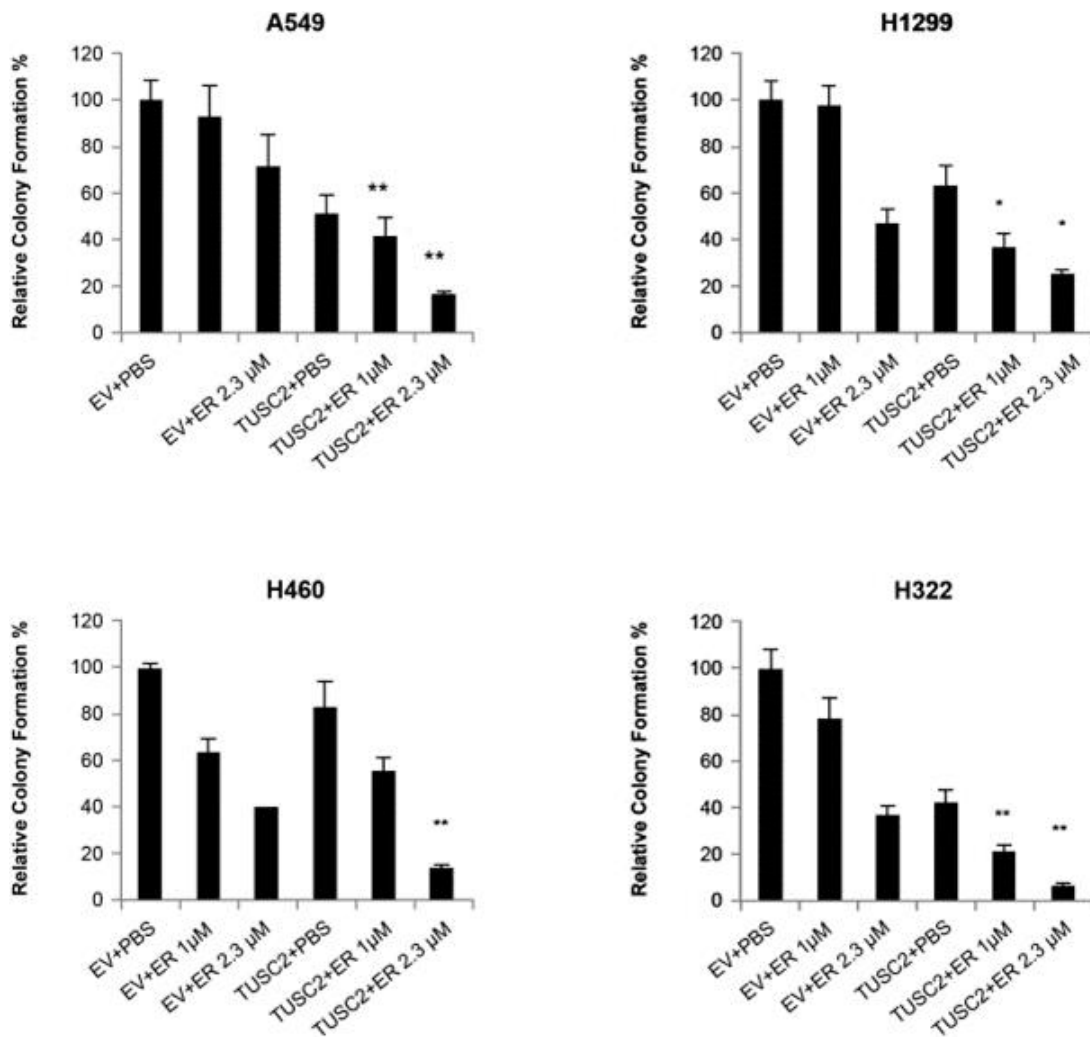 A549
Relative Colony Formation %
120
100
80
60
40
20
0
**
**
EV+PBS
EV+ER 2.3 µM
TUSC2+PBS
TUSC2+ER 1µM
TUSC2+ER 2.3 µM
H1299
Relative Colony Formation %
120
100
80
60
40
20
0
*
*
EV+PBS
EV+ER 1µM
EV+ER 2.3 µM
TUSC2+PBS
TUSC2+ER 1µM
TUSC2+ER 2.3 µM
H460
Relative Colony Formation %
120
100
80
60
40
20
0
**
EV+PBS
EV+ER 1µM
EV+ER 2.3 µM
TUSC2+PBS
TUSC2+ER 1µM
TUSC2+ER 2.3 µM
H322
Relative Colony Formation %
120
100
80
60
40
20
0
**
**
EV+PBS
EV+ER 1µM
EV+ER 2.3 µM
TUSC2+PBS
TUSC2+ER 1µM
TUSC2+ER 2.3 µM